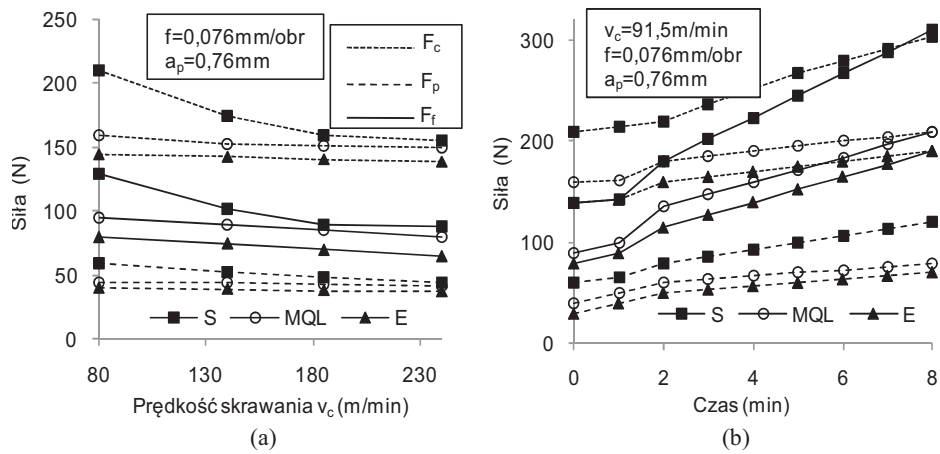 f=0,076mm/obr
a_p=0,76mm
F_c
F_p
F_f
250
200
150
100
50
0
Siła (N)
S MQL E
80 130 180 230
Prędkość skrawania v_c (m/min)
(a)
v_c=91,5m/min
f=0,076mm/obr
a_p=0,76mm
300
200
100
0
Siła (N)
S MQL E
0 2 4 6 8
Czas (min)
(b)